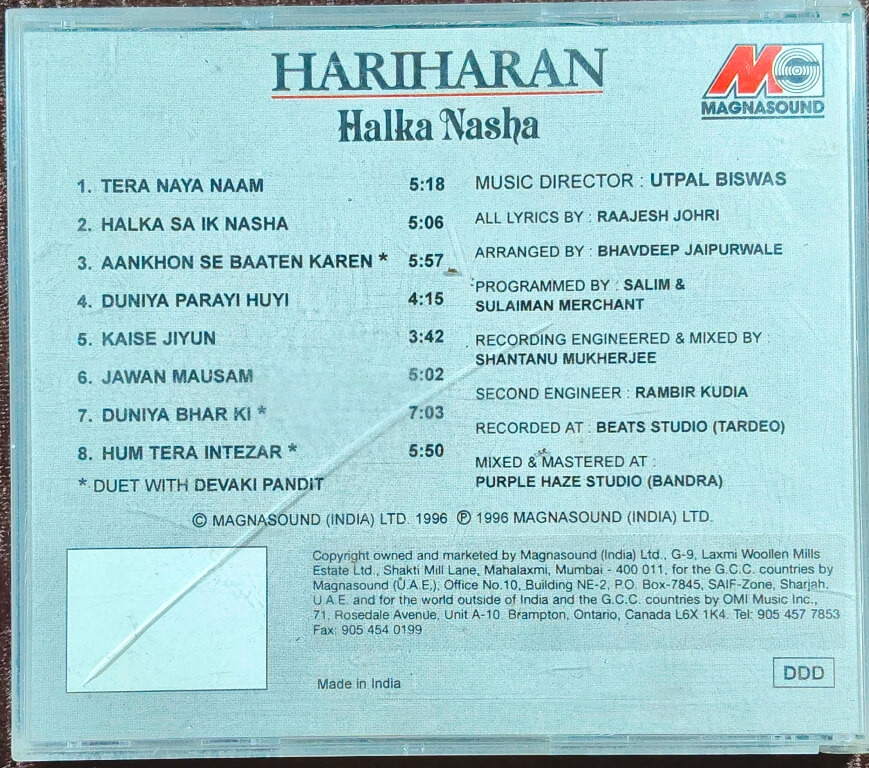 HARIHARAN
Halka Nasha
MG
MAGNASOUND
1. TERA NAYA NAAM 5:18
2. HALKA SA IK NASHA 5:06
3. AANKHON SE BAATEN KAREN * 5:57
4. DUNIYA PARAYI HUYI 4:15
5. KAISE JIYUN 3:42
6. JAWAN MAUSAM 5:02
7. DUNIYA BHAR KI * 7:03
8. HUM TERA INTEZAR * 5:50
* DUET WITH DEVAKI PANDIT
MUSIC DIRECTOR : UTPAL BISWAS
ALL LYRICS BY : RAAJESH JOHRI
ARRANGED BY : BHAVDEEP JAIPURWALE
PROGRAMMED BY : SALIM &
SULAIMAN MERCHANT
RECORDING ENGINEERED & MIXED BY :
SHANTANU MUKHERJEE
SECOND ENGINEER : RAMBIR KUDIA
RECORDED AT : BEATS STUDIO (TARDEO)
MIXED & MASTERED AT :
PURPLE HAZE STUDIO (BANDRA)
© MAGNASOUND (INDIA) LTD. 1996 ℗ 1996 MAGNASOUND (INDIA) LTD.
Copyright owned and marketed by Magnasound (India) Ltd., G-9, Laxmi Woollen Mills
Estate Ltd., Shakti Mill Lane, Mahalaxmi, Mumbai - 400 011, for the G.C.C. countries by
Magnasound (U.A.E.), Office No.10, Building NE-2, P.O. Box-7845, SAIF-Zone, Sharjah,
U.A.E. and for the world outside of India and the G.C.C. countries by OMI Music Inc.,
71, Rosedale Avenue, Unit A-10, Brampton, Ontario, Canada L6X 1K4. Tel: 905 457 7853
Fax: 905 454 0199
Made in India
DDD